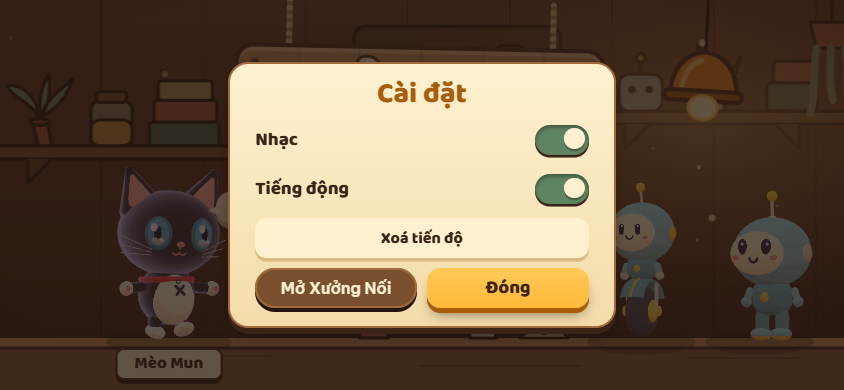 Cài đặt
Nhạc
Tiếng động
Xoá tiến độ
Mở Xưởng Nối
Đóng
Mèo Mun